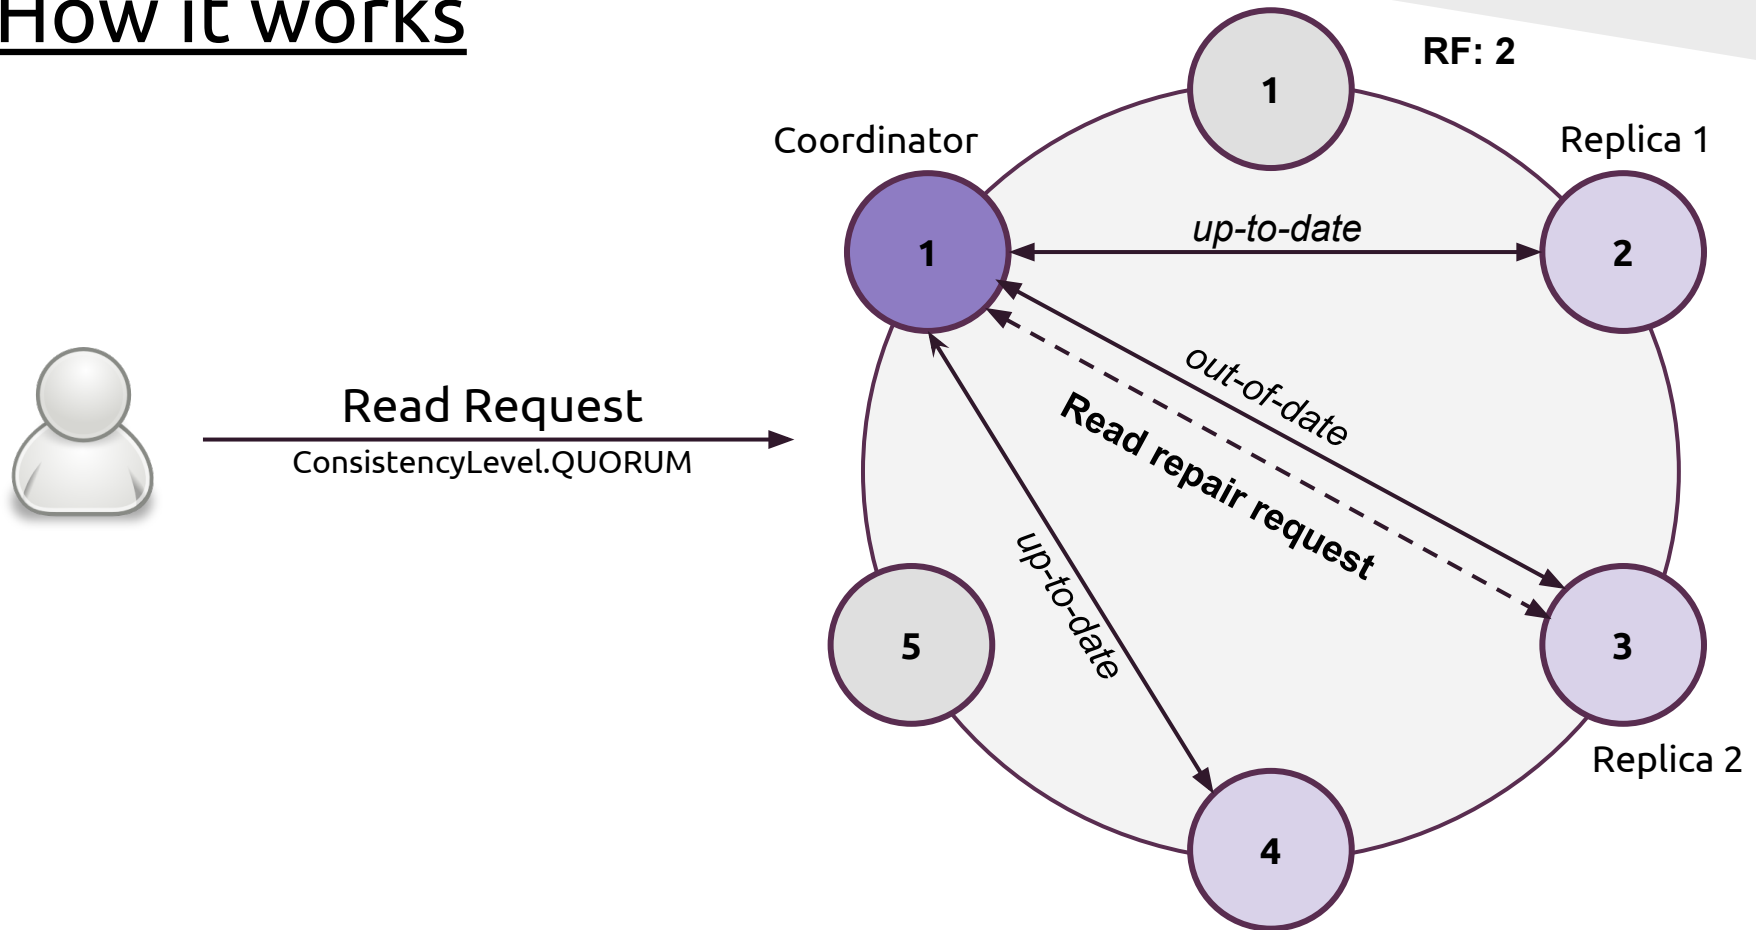 How it works
RF: 2
1
Coordinator
Replica 1
1
up-to-date
2
out-of-date
Read Request
ConsistencyLevel.QUORUM
Read repair request
up-to-date
5
3
Replica 2
4